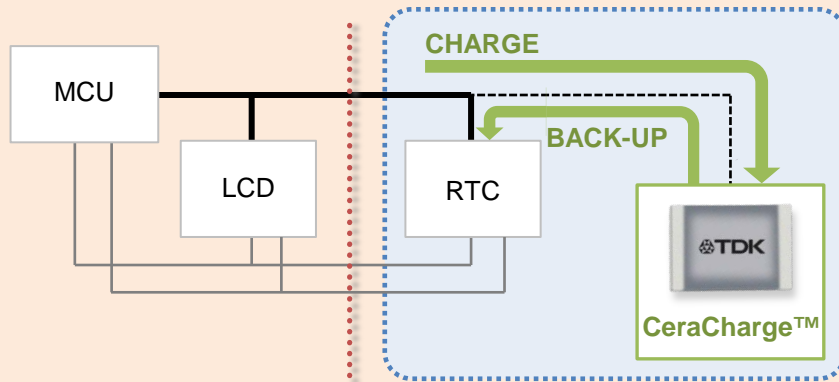 CHARGE
MCU
BACK-UP
LCD
RTC
TDK
CeraCharge™